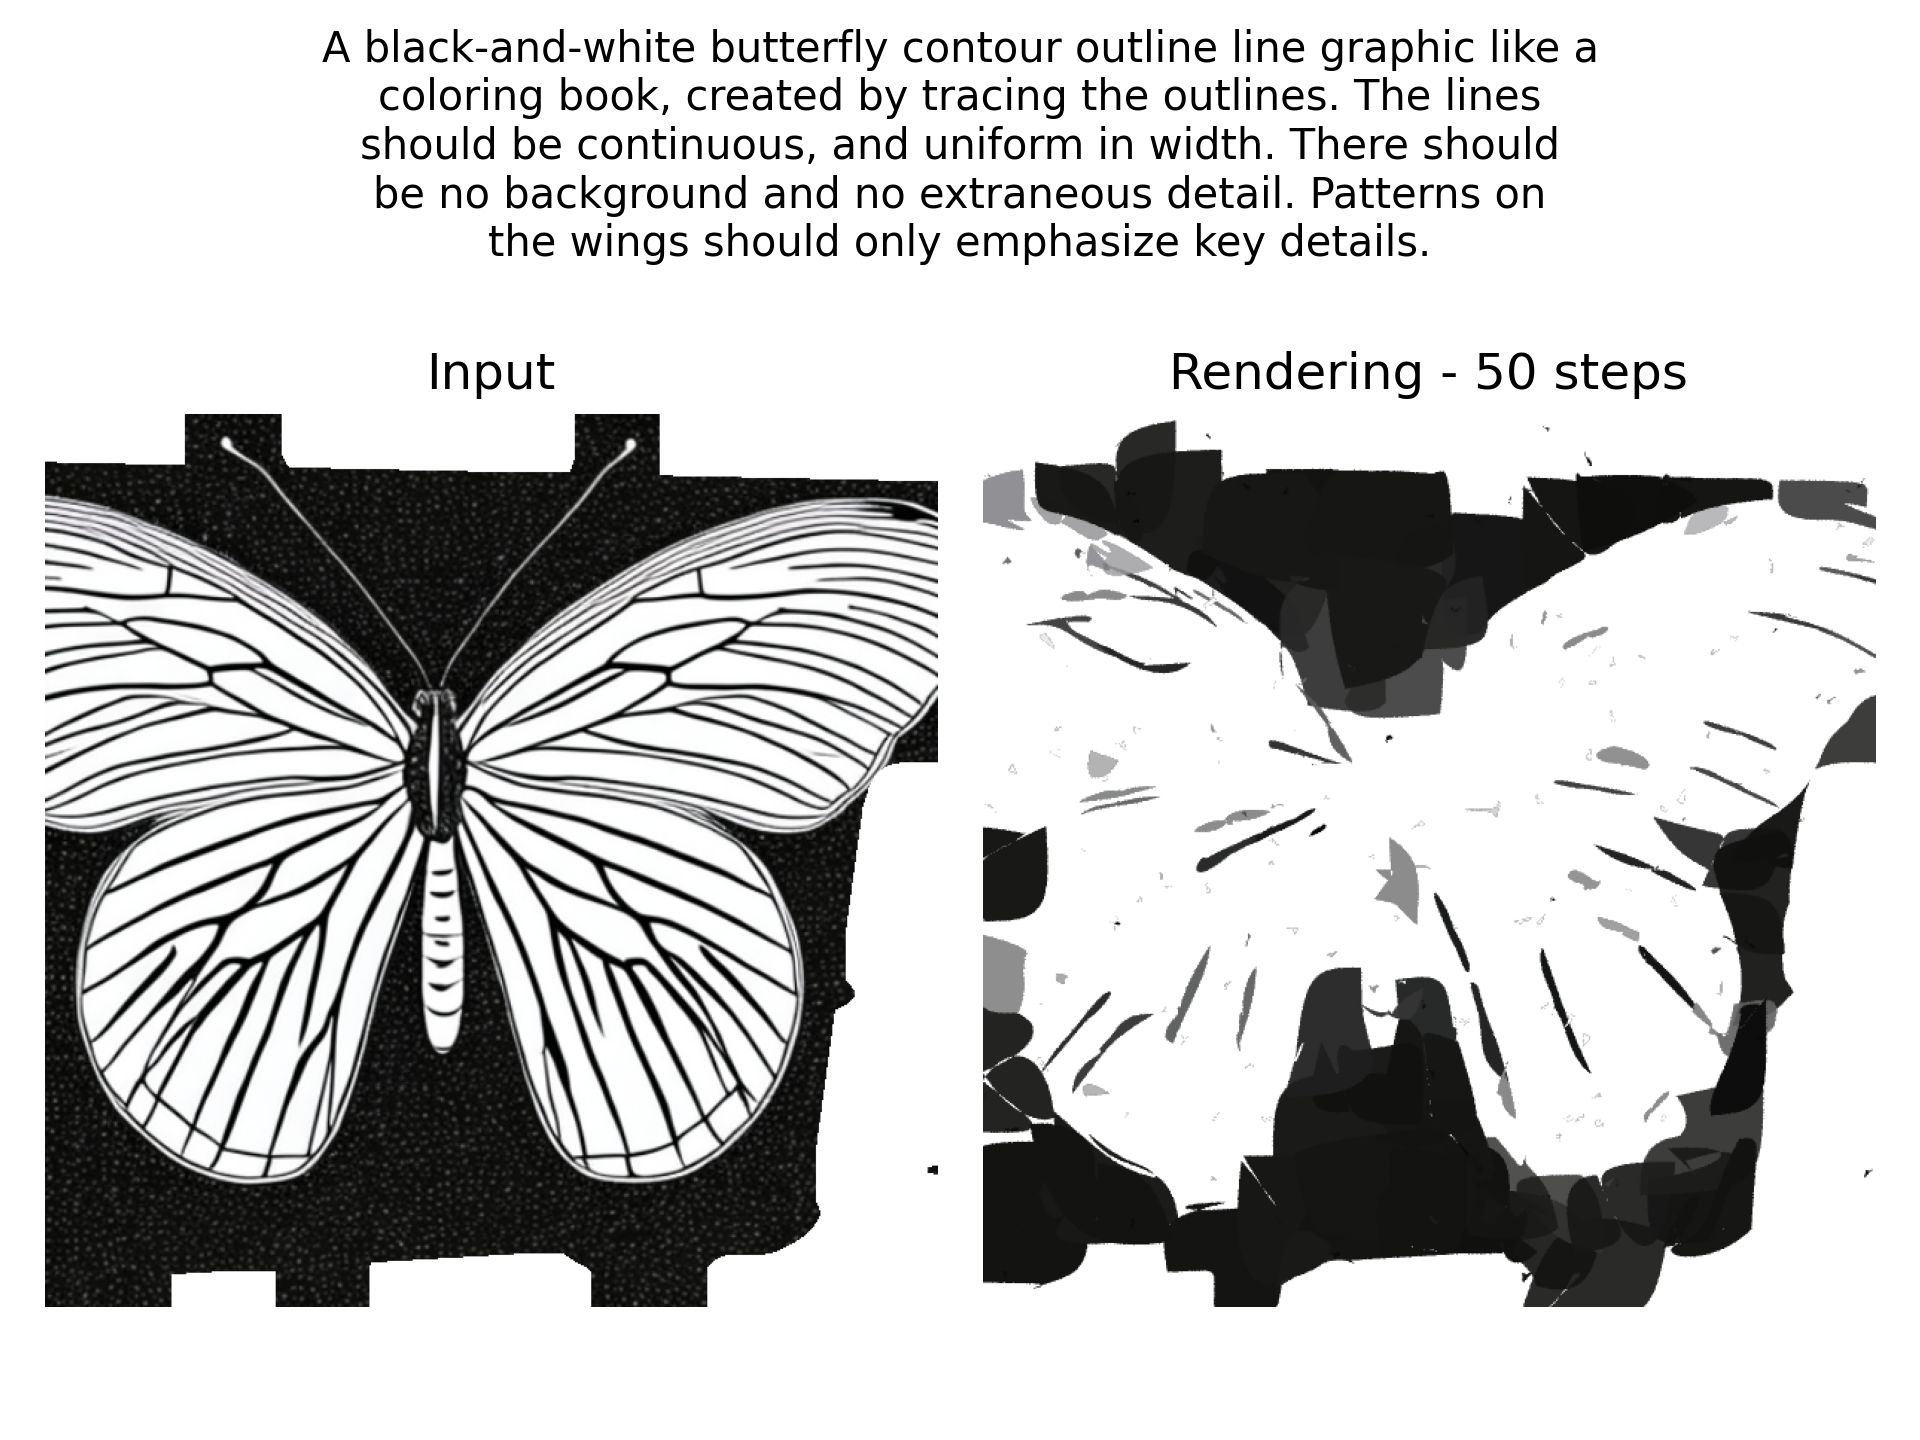 A black-and-white butterfly contour outline line graphic like a
coloring book, created by tracing the outlines. The lines
should be continuous, and uniform in width. There should
be no background and no extraneous detail. Patterns on
the wings should only emphasize key details.
Input
Rendering - 50 steps